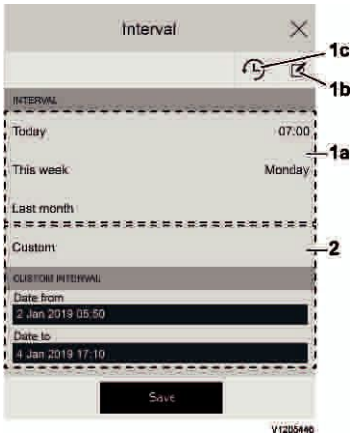 Interval
1c
1b
INTERVAL
Today 07:00
1a
This week Monday
Last month
Custom
2
CUSTOM INTERVAL
Date from
2 Jan 2019 05:50
Date to
4 Jan 2019 17:10
Save
V1205446